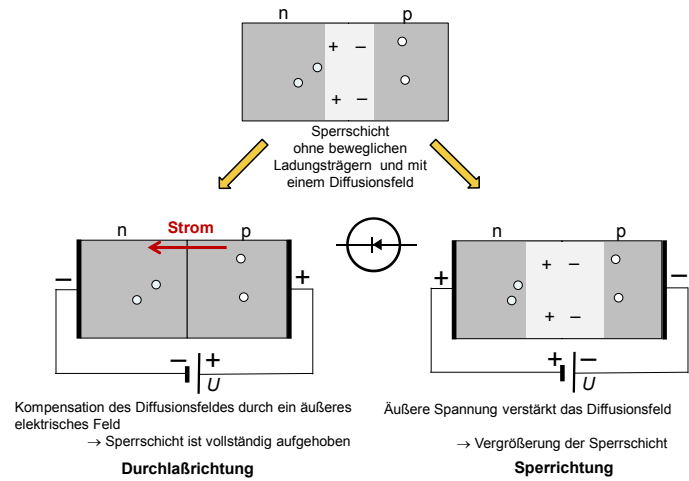 n p
+ −
+ −
Sperrschicht
ohne beweglichen
Ladungsträgern und mit
einem Diffusionsfeld
n Strom p
− +
− +
U
n p
+ −
+ −
+ −
+ −
U
Kompensation des Diffusionsfeldes durch ein äußeres
elektrisches Feld
→ Sperrschicht ist vollständig aufgehoben
Durchlaßrichtung
Äußere Spannung verstärkt das Diffusionsfeld
→ Vergrößerung der Sperrschicht
Sperrichtung